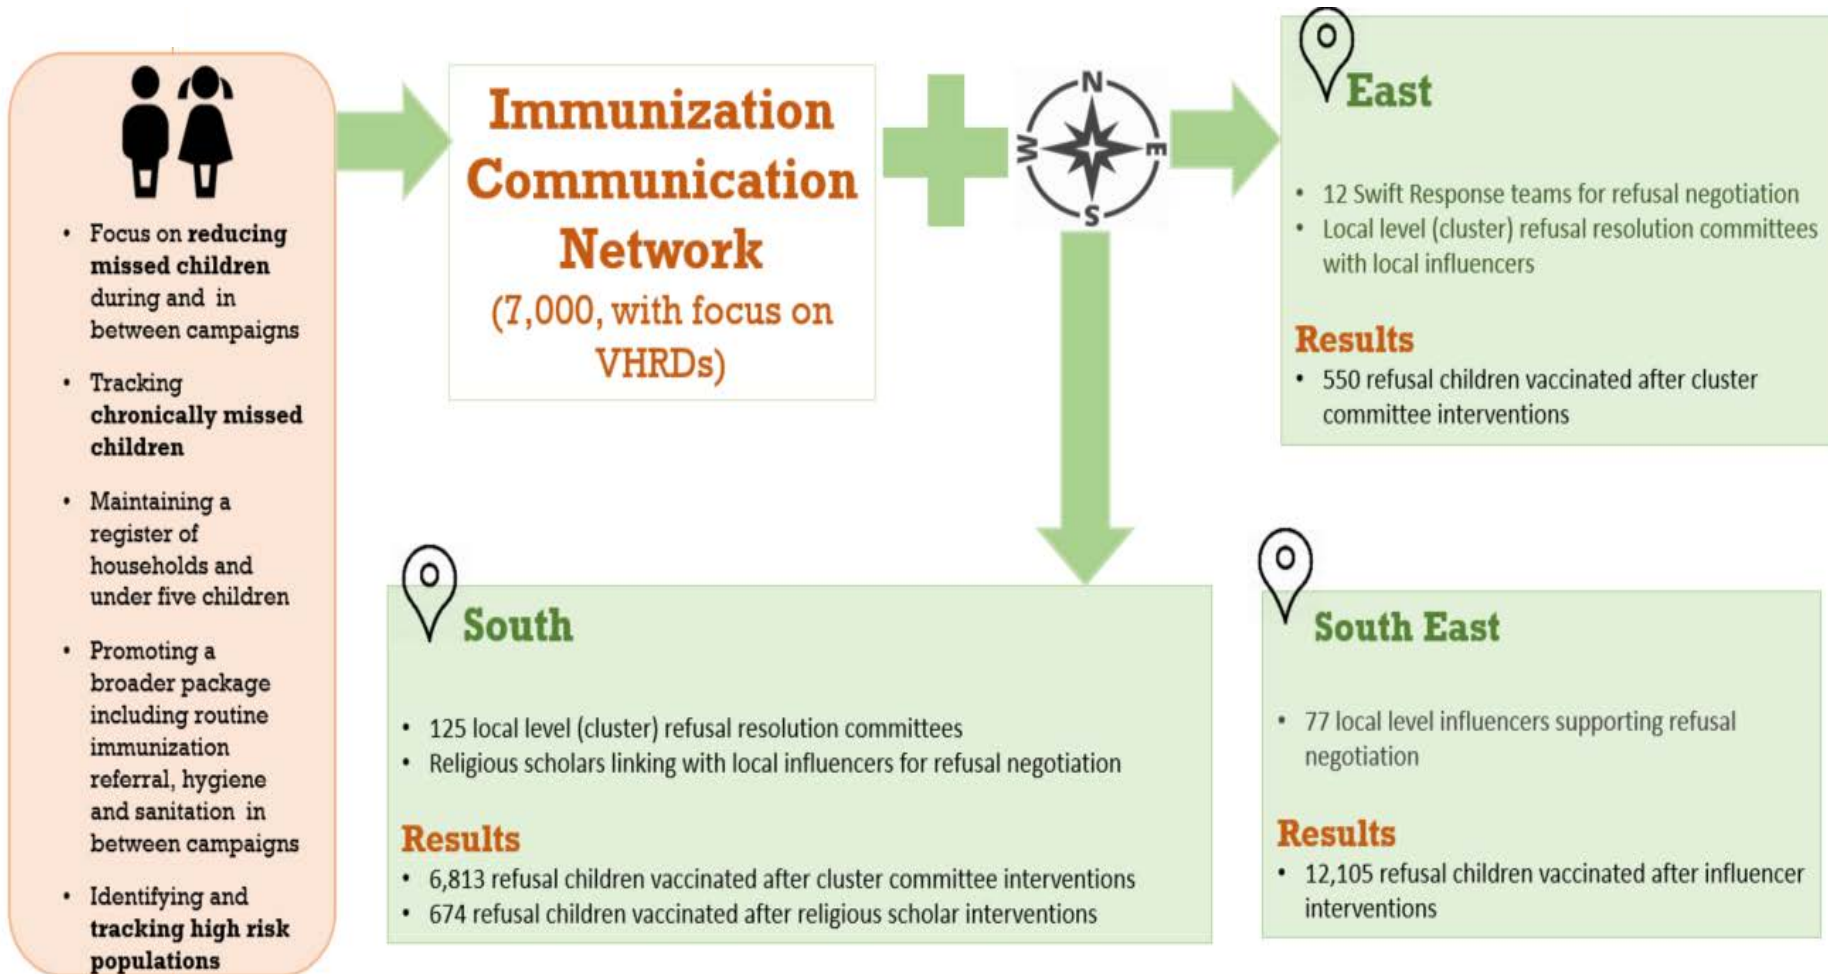 • Focus on reducing
missed children
during and in
between campaigns
• Tracking
chronically missed
children
• Maintaining a
register of
households and
under five children
• Promoting a
broader package
including routine
immunization
referral, hygiene
and sanitation in
between campaigns
• Identifying and
tracking high risk
populations
Immunization
Communication
Network
(7,000, with focus on
VHRDs)
N
W
E
S
East
• 12 Swift Response teams for refusal negotiation
• Local level (cluster) refusal resolution committees
with local influencers
Results
• 550 refusal children vaccinated after cluster
committee interventions
South
• 125 local level (cluster) refusal resolution committees
• Religious scholars linking with local influencers for refusal negotiation
Results
• 6,813 refusal children vaccinated after cluster committee interventions
• 674 refusal children vaccinated after religious scholar interventions
South East
• 77 local level influencers supporting refusal
negotiation
Results
• 12,105 refusal children vaccinated after influencer
interventions